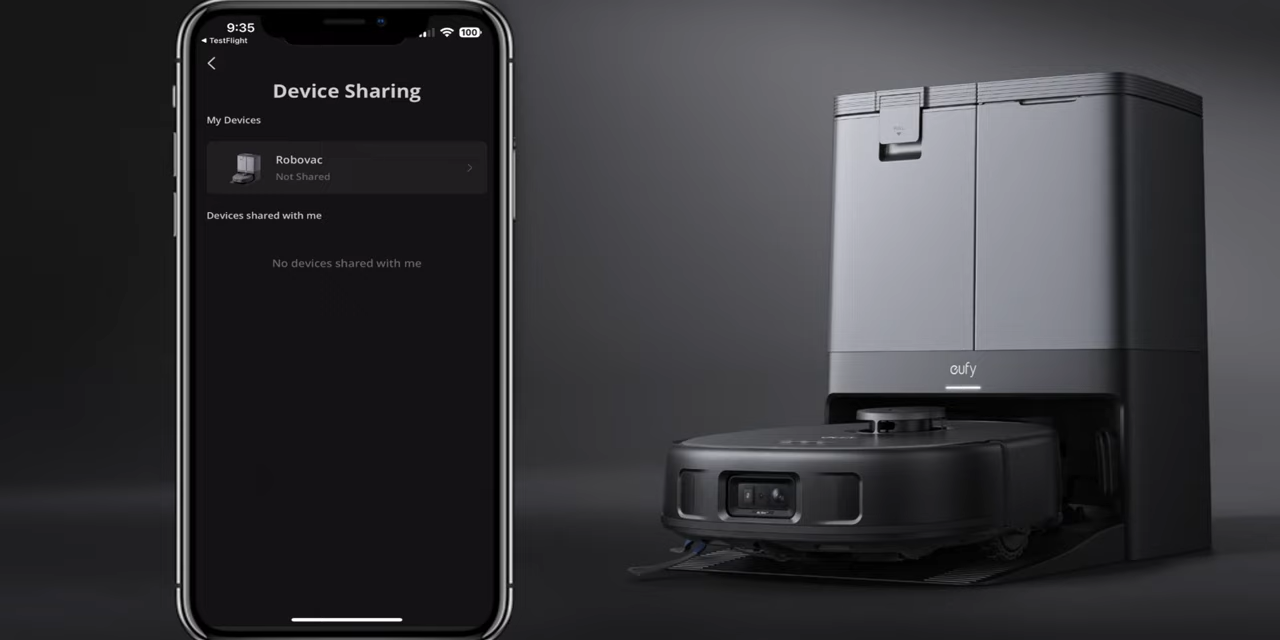 9:35
◀ TestFlight
100
Device Sharing
My Devices
Robovac
Not Shared
Devices shared with me
No devices shared with me
eufy